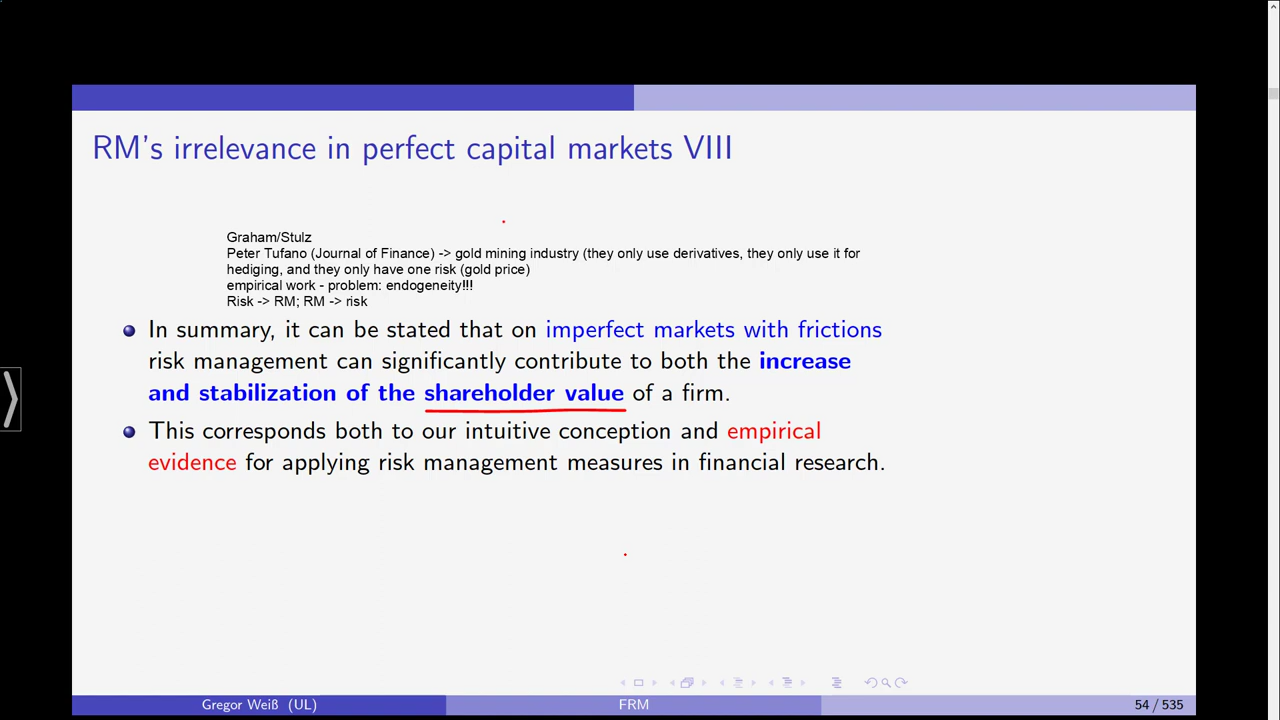 RM's irrelevance in perfect capital markets VIII
Graham/Stulz
Peter Tufano (Journal of Finance) -> gold mining industry (they only use derivatives, they only use it for
hediging, and they only have one risk (gold price)
empirical work - problem: endogeneity!!!
Risk -> RM; RM -> risk
In summary, it can be stated that on imperfect markets with frictions
risk management can significantly contribute to both the increase
and stabilization of the shareholder value of a firm.
This corresponds both to our intuitive conception and empirical
evidence for applying risk management measures in financial research.
Gregor Weiß (UL) FRM 54 / 535